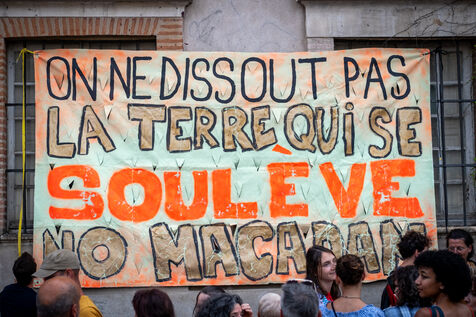 ON NE DISSOUT PAS
LA TERRE QUI SE
SOULÈVE
NO MACADAM